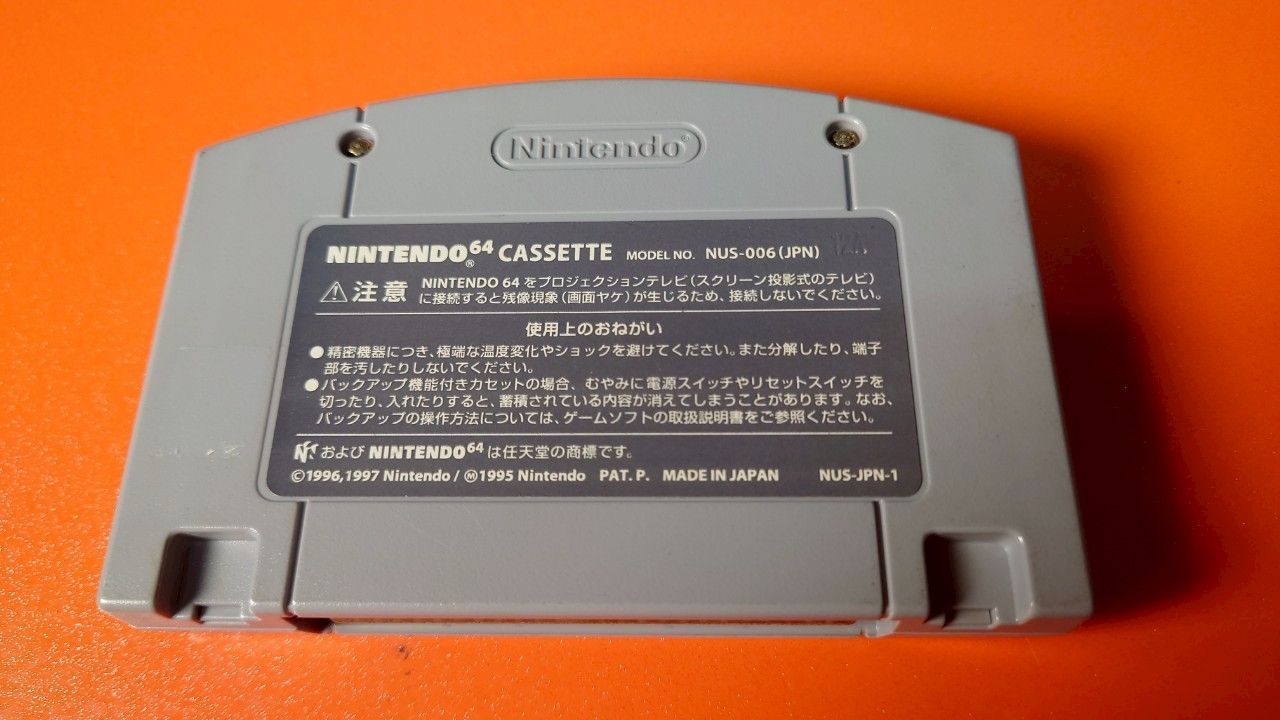 Nintendo®
NINTENDO®64 CASSETTE MODEL NO. NUS-006(JPN)
⚠注意 NINTENDO 64 をプロジェクションテレビ(スクリーン投影式のテレビ)
に接続すると残像現象(画面ヤケ)が生じるため、接続しないでください。
使用上のおねがい
●精密機器につき、極端な温度変化やショックを避けてください。また分解したり、端子
部を汚したりしないでください。
●バックアップ機能付きカセットの場合、むやみに電源スイッチやリセットスイッチを
切ったり、入れたりすると、蓄積されている内容が消えてしまうことがあります。なお、
バックアップの操作方法については、ゲームソフトの取扱説明書をご参照ください。
および NINTENDO64 は任天堂の商標です。
©1996,1997 Nintendo / Ⓜ1995 Nintendo PAT. P. MADE IN JAPAN NUS-JPN-1